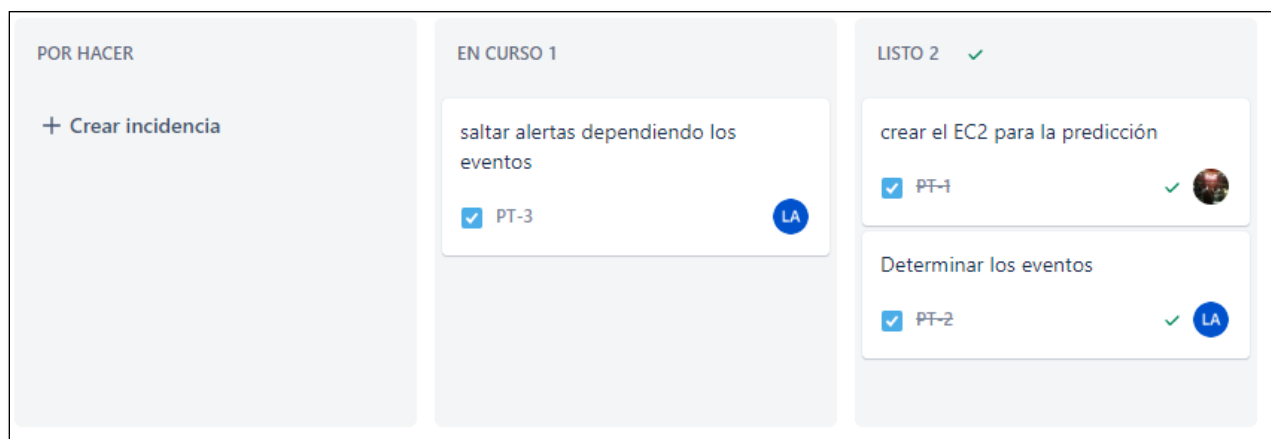 POR HACER
+ Crear incidencia
EN CURSO 1
saltar alertas dependiendo los
eventos
PT-3
LA
LISTO 2
crear el EC2 para la predicción
PT-1
Determinar los eventos
PT-2
LA